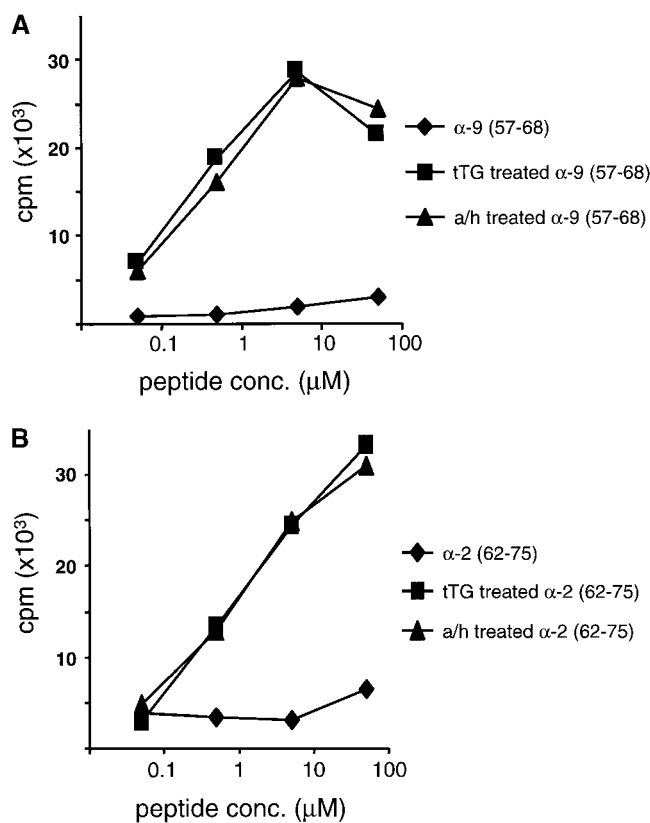 A
30
20
10
cpm (x10³)
0.1 1 10 100
peptide conc. (μM)
α-9 (57-68)
tTG treated α-9 (57-68)
a/h treated α-9 (57-68)
B
30
20
10
cpm (x10³)
0.1 1 10 100
peptide conc. (μM)
α-2 (62-75)
tTG treated α-2 (62-75)
a/h treated α-2 (62-75)